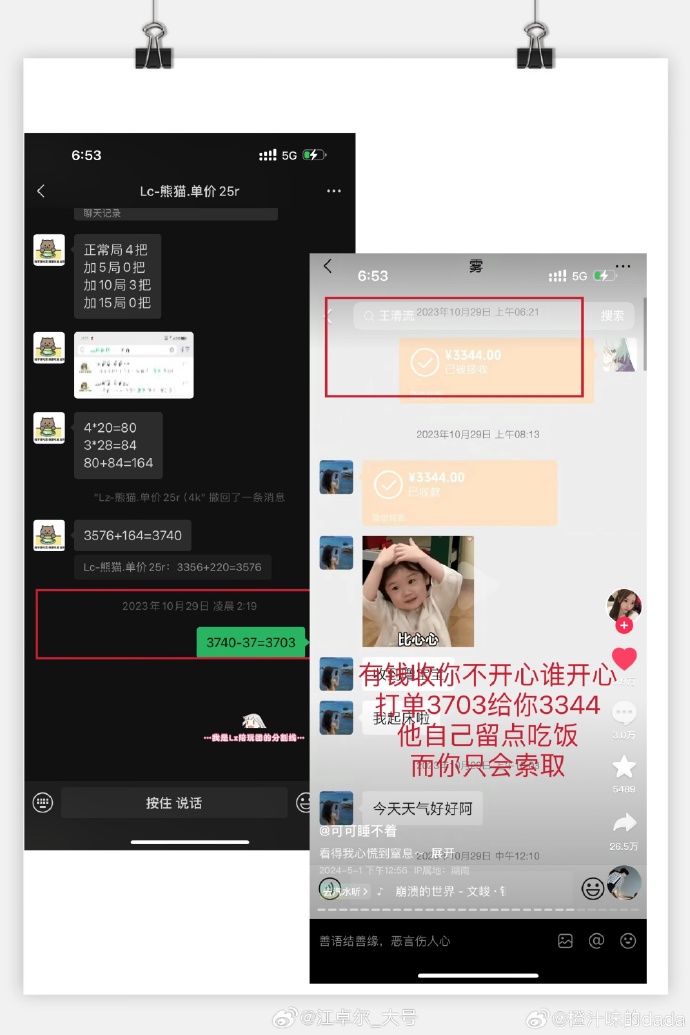 6:53
5G
Lc-熊猫.单价 25r
聊天记录
正常局4把
加5局0把
加10局3把
加15局0把
4*20=80
3*28=84
80+84=164
"Lz-熊猫.单价25r (4k" 撤回了一条消息
3576+164=3740
Lc-熊猫.单价25r：3356+220=3576
2023年10月29日 凌晨 2:19
3740-37=3703
我是Lz陪玩团的分割线
按住 说话
雾
6:53
5G
王清流
2023年10月29日 上午06:21
搜索
¥3344.00
已被接收
2023年10月29日 上午08:13
¥3344.00
已收款
比心心
有钱收你不开心谁开心
我起床啦
打单3703给你3344
他自己留点吃饭
而你只会索取
3.0万
5489
今天天气好好阿
26.5万
@可可睡不着
看得我心慌到窒息~ 展开
2023年10月29日 中午12:10
2024-5-1 下午12:56 IP属地：湖南
崩溃的世界 - 文峻
善语结善缘，恶言伤人心
@江卓尔_大号
@橙汁味的dada